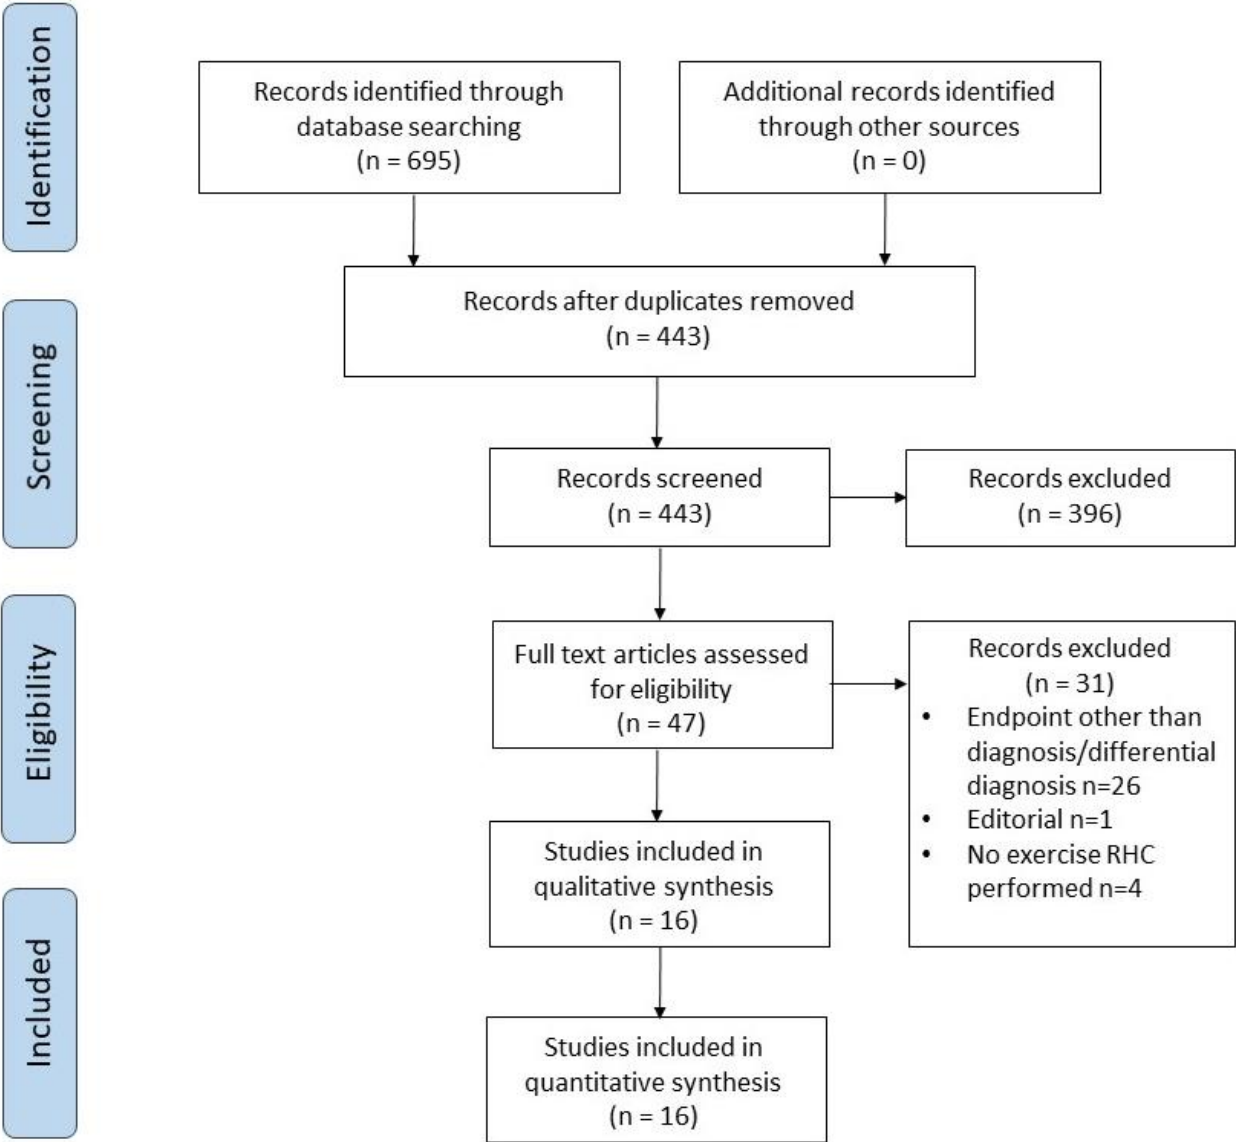 Identification
Records identified through
database searching
(n = 695)
Additional records identified
through other sources
(n = 0)
Records after duplicates removed
(n = 443)
Screening
Records screened
(n = 443)
Records excluded
(n = 396)
Eligibility
Full text articles assessed
for eligibility
(n = 47)
Records excluded
(n = 31)
• Endpoint other than
diagnosis/differential
diagnosis n=26
• Editorial n=1
• No exercise RHC
performed n=4
Studies included in
qualitative synthesis
(n = 16)
Included
Studies included in
quantitative synthesis
(n = 16)